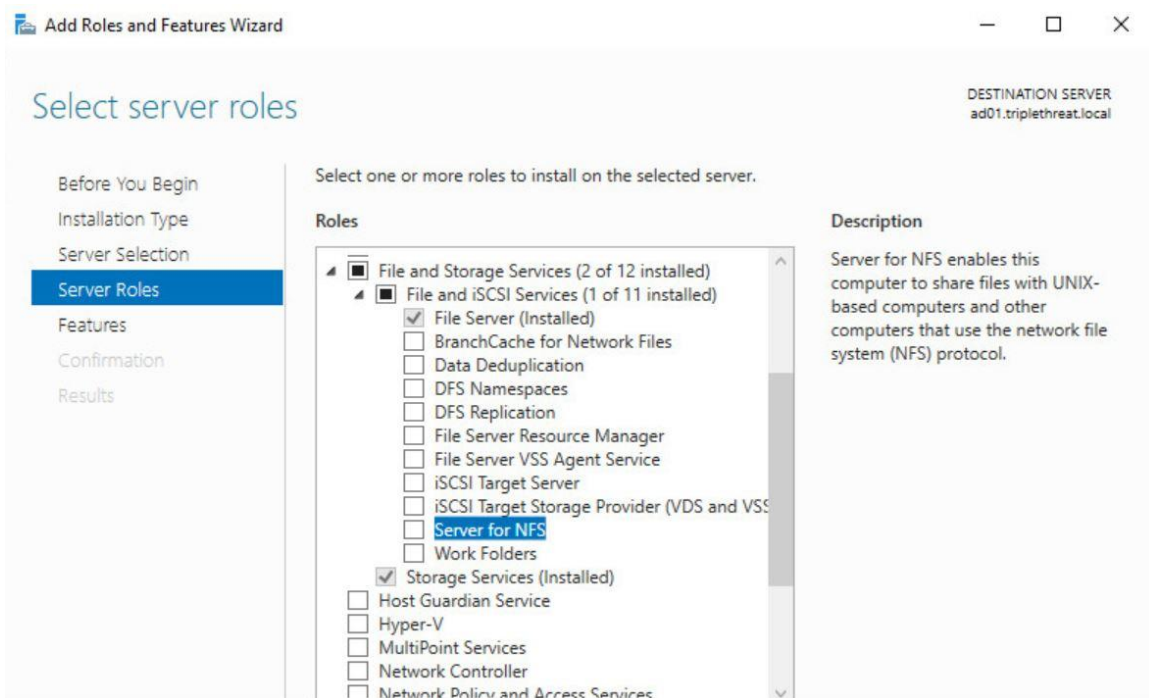 Add Roles and Features Wizard
Select server roles
DESTINATION SERVER
ad01.triplethreat.local
Before You Begin
Installation Type
Server Selection
Server Roles
Features
Confirmation
Results
Select one or more roles to install on the selected server.
Roles
File and Storage Services (2 of 12 installed)
File and iSCSI Services (1 of 11 installed)
File Server (Installed)
BranchCache for Network Files
Data Deduplication
DFS Namespaces
DFS Replication
File Server Resource Manager
File Server VSS Agent Service
iSCSI Target Server
iSCSI Target Storage Provider (VDS and VSS
Server for NFS
Work Folders
Storage Services (Installed)
Host Guardian Service
Hyper-V
MultiPoint Services
Network Controller
Network Policy and Access Services
Description
Server for NFS enables this
computer to share files with UNIX-
based computers and other
computers that use the network file
system (NFS) protocol.